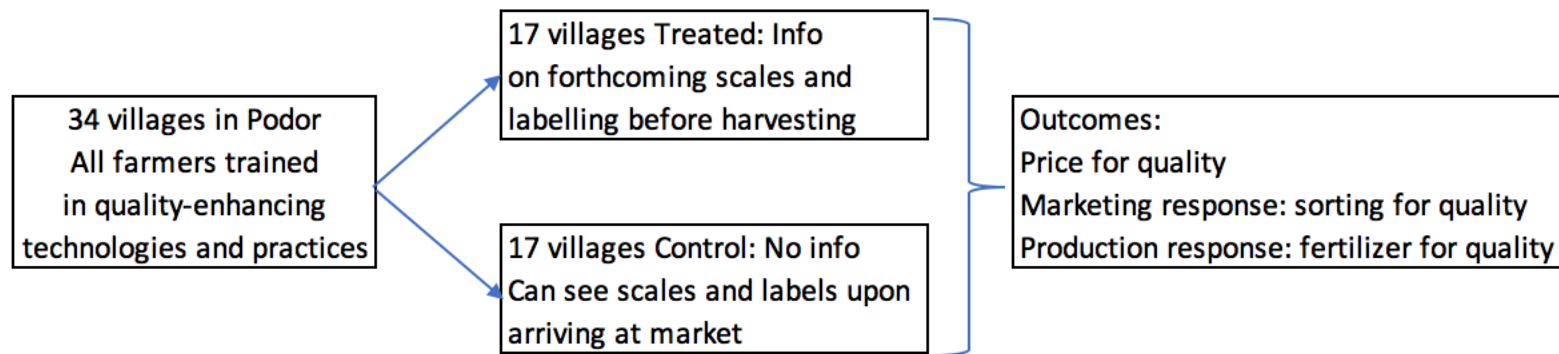 34 villages in Podor
All farmers trained
in quality-enhancing
technologies and practices
17 villages Treated: Info
on forthcoming scales and
labelling before harvesting
17 villages Control: No info
Can see scales and labels upon
arriving at market
Outcomes:
Price for quality
Marketing response: sorting for quality
Production response: fertilizer for quality